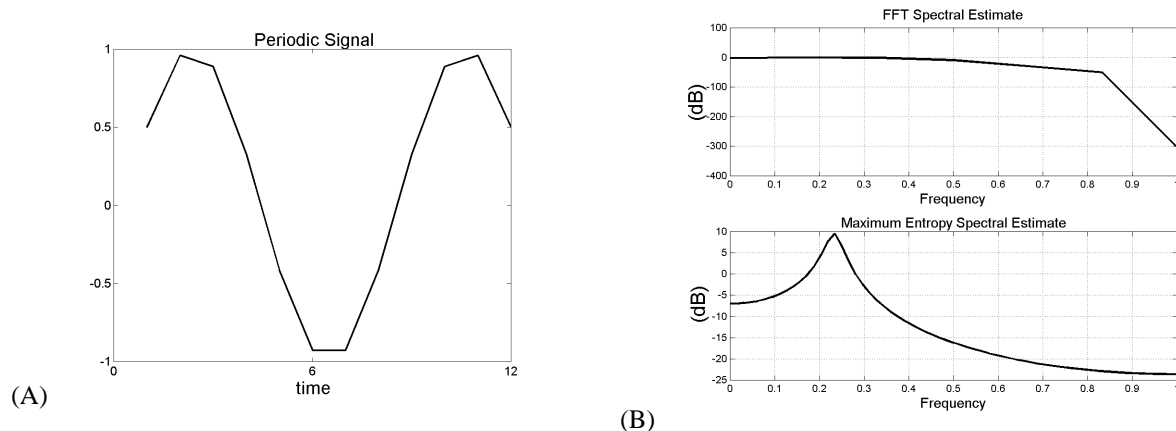 Periodic Signal
1
0.5
0
-0.5
-1
0 6 12
time
(A)
FFT Spectral Estimate
100
0
-100
-200
-300
-400
(dB)
0 0.1 0.2 0.3 0.4 0.5 0.6 0.7 0.8 0.9 1
Frequency
Maximum Entropy Spectral Estimate
10
5
0
-5
-10
-15
-20
-25
(dB)
0 0.1 0.2 0.3 0.4 0.5 0.6 0.7 0.8 0.9 1
Frequency
(B)